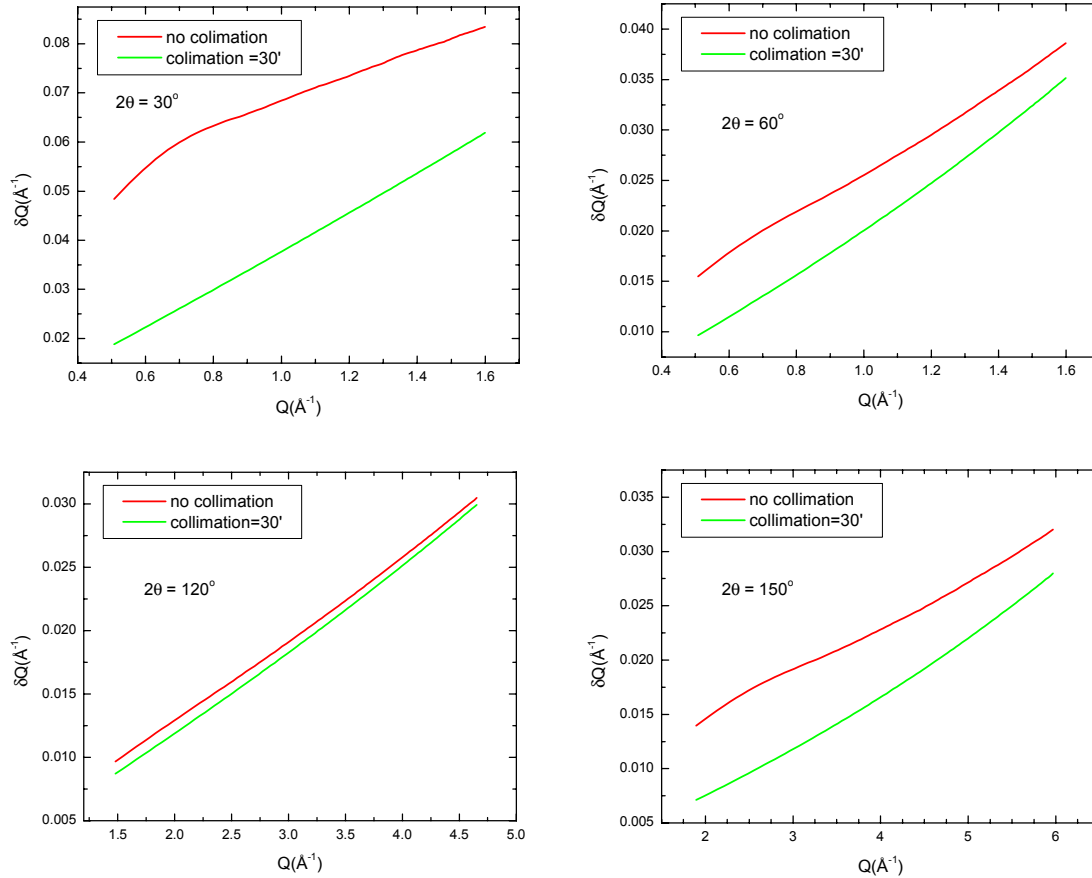 no colimation
colimation =30'
2θ = 30°
0.08
0.07
0.06
0.05
0.04
0.03
0.02
δQ(Å⁻¹)
0.4 0.6 0.8 1.0 1.2 1.4 1.6
Q(Å⁻¹)
no colimation
colimation =30'
2θ = 60°
0.040
0.035
0.030
0.025
0.020
0.015
0.010
δQ(Å⁻¹)
0.4 0.6 0.8 1.0 1.2 1.4 1.6
Q(Å⁻¹)
no collimation
collimation=30'
2θ = 120°
0.030
0.025
0.020
0.015
0.010
0.005
δQ(Å⁻¹)
1.5 2.0 2.5 3.0 3.5 4.0 4.5 5.0
Q(Å⁻¹)
no collimation
collimation=30'
2θ = 150°
0.035
0.030
0.025
0.020
0.015
0.010
0.005
δQ(Å⁻¹)
2 3 4 5 6
Q(Å⁻¹)